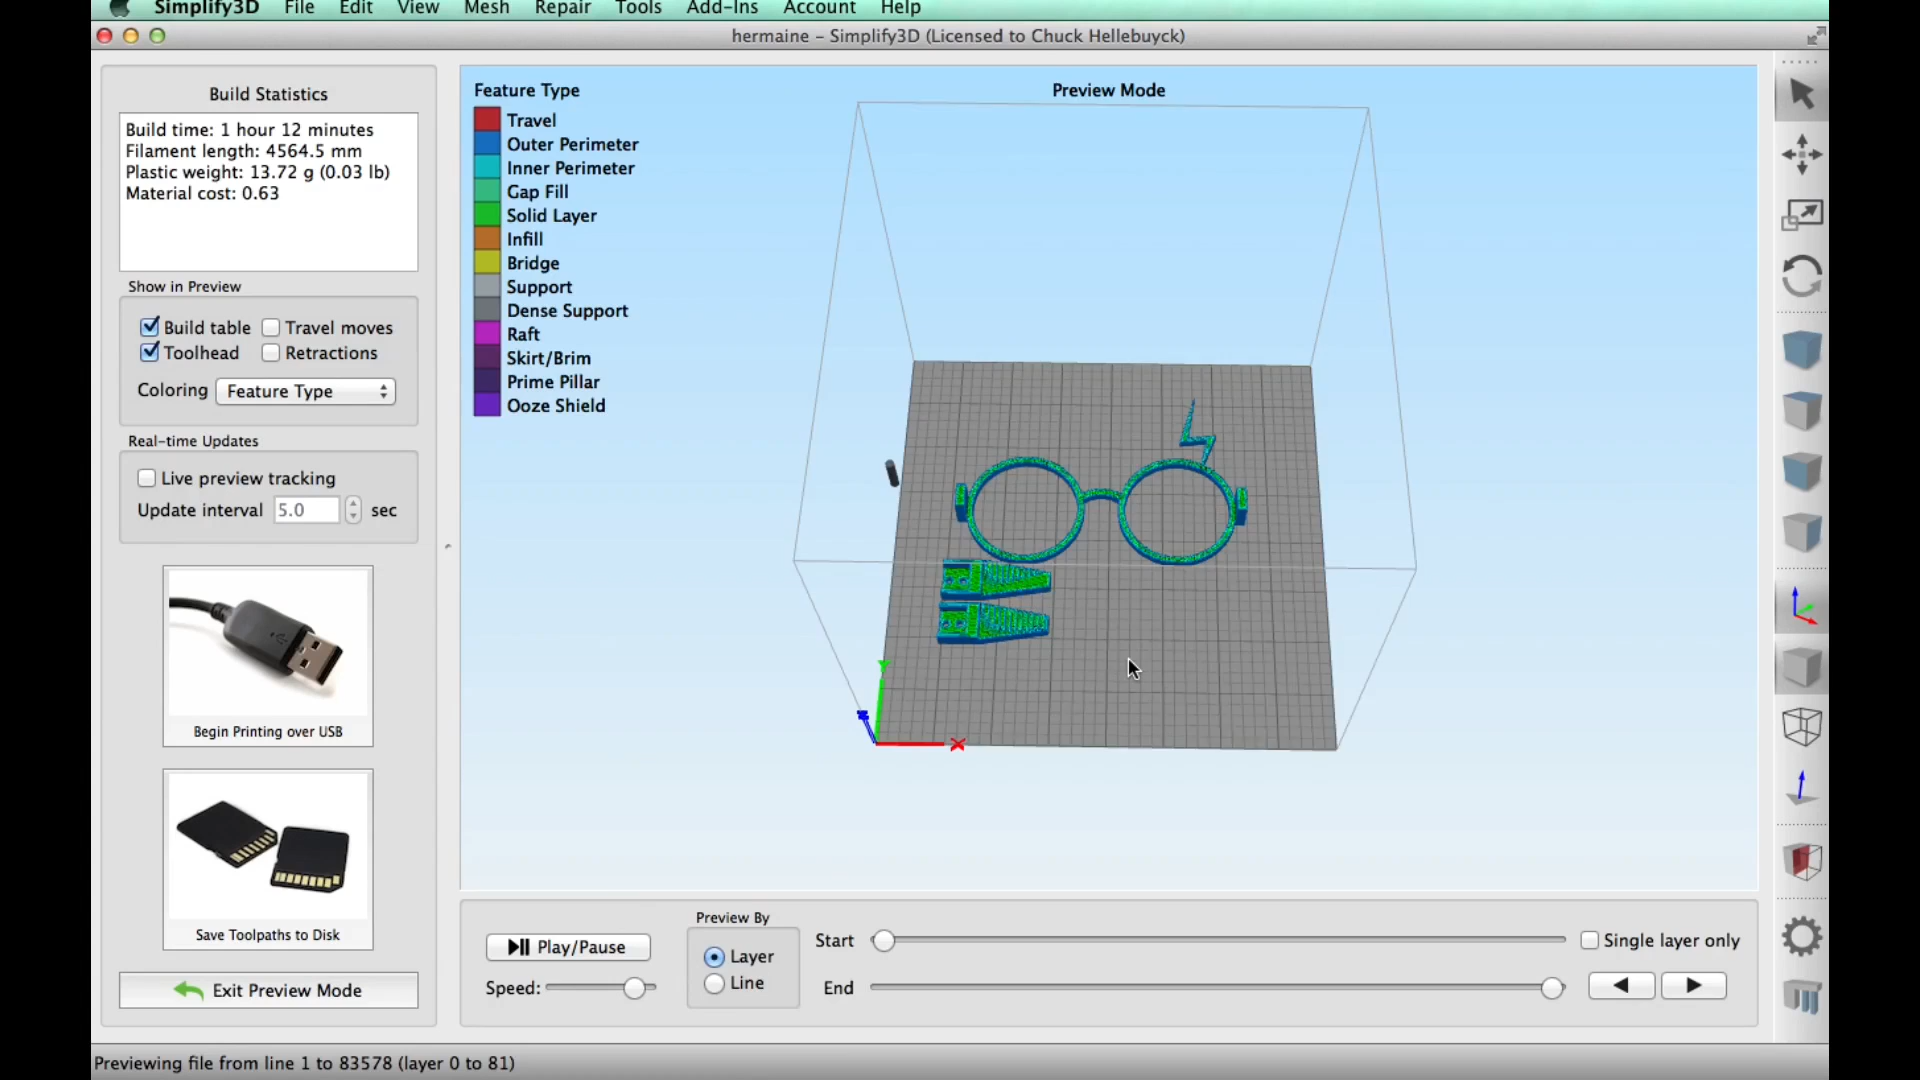 Simplify3D File Edit View Mesh Repair Tools Add-Ins Account Help
hermaine – Simplify3D (Licensed to Chuck Hellebuyck)
Build Statistics
Build time: 1 hour 12 minutes
Filament length: 4564.5 mm
Plastic weight: 13.72 g (0.03 lb)
Material cost: 0.63
Show in Preview
Build table Travel moves
Toolhead Retractions
Coloring Feature Type
Real-time Updates
Live preview tracking
Update interval 5.0 sec
Begin Printing over USB
Save Toolpaths to Disk
Exit Preview Mode
Feature Type
Travel
Outer Perimeter
Inner Perimeter
Gap Fill
Solid Layer
Infill
Bridge
Support
Dense Support
Raft
Skirt/Brim
Prime Pillar
Ooze Shield
Preview Mode
Y
Z
X
Play/Pause
Speed:
Preview By
Layer
Line
Start
End
Single layer only
Previewing file from line 1 to 83578 (layer 0 to 81)